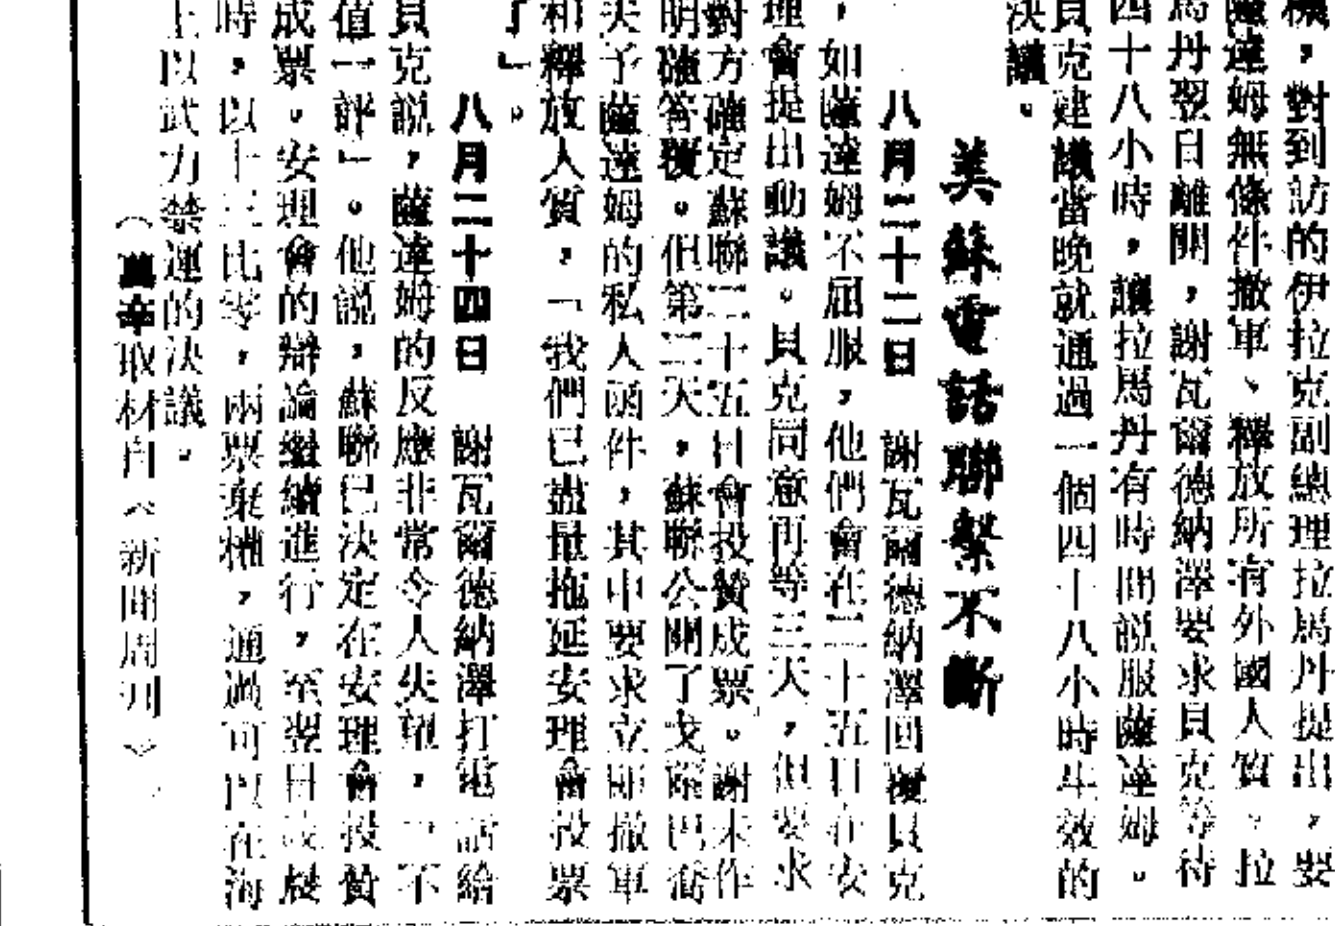 機，對到訪的伊拉克副總理拉馬丹提出，要
薩達姆無條件撤軍、釋放所有外國人質。拉
馬丹翌日離開，謝瓦爾德納澤要求貝克等待
四十八小時，讓拉馬丹有時間說服薩達姆。
貝克建議當晚就通過一個四十八小時生效的
決議。
美蘇電話聯繫不斷
八月二十二日　謝瓦爾德納澤回覆貝克
，如薩達姆不屈服，他們會在二十五日在安
理會提出動議。貝克同意再等三天，但要求
對方確定蘇聯二十五日會投贊成票。謝未作
明確答覆。但第二天，蘇聯公開了戈爾巴喬
夫予薩達姆的私人函件，其中要求立即撤軍
和釋放人質，「我們已盡量拖延安理會投票
了」。
八月二十四日　謝瓦爾德納澤打電話給
貝克說，薩達姆的反應非常令人失望，「不
值一評」。他說，蘇聯已決定在安理會投贊
成票。安理會的辯論繼續進行，至翌日凌晨
時，以十三比零，兩票棄權，通過可以在海
上以武力禁運的決議。
（辛取材自《新聞周刊》）